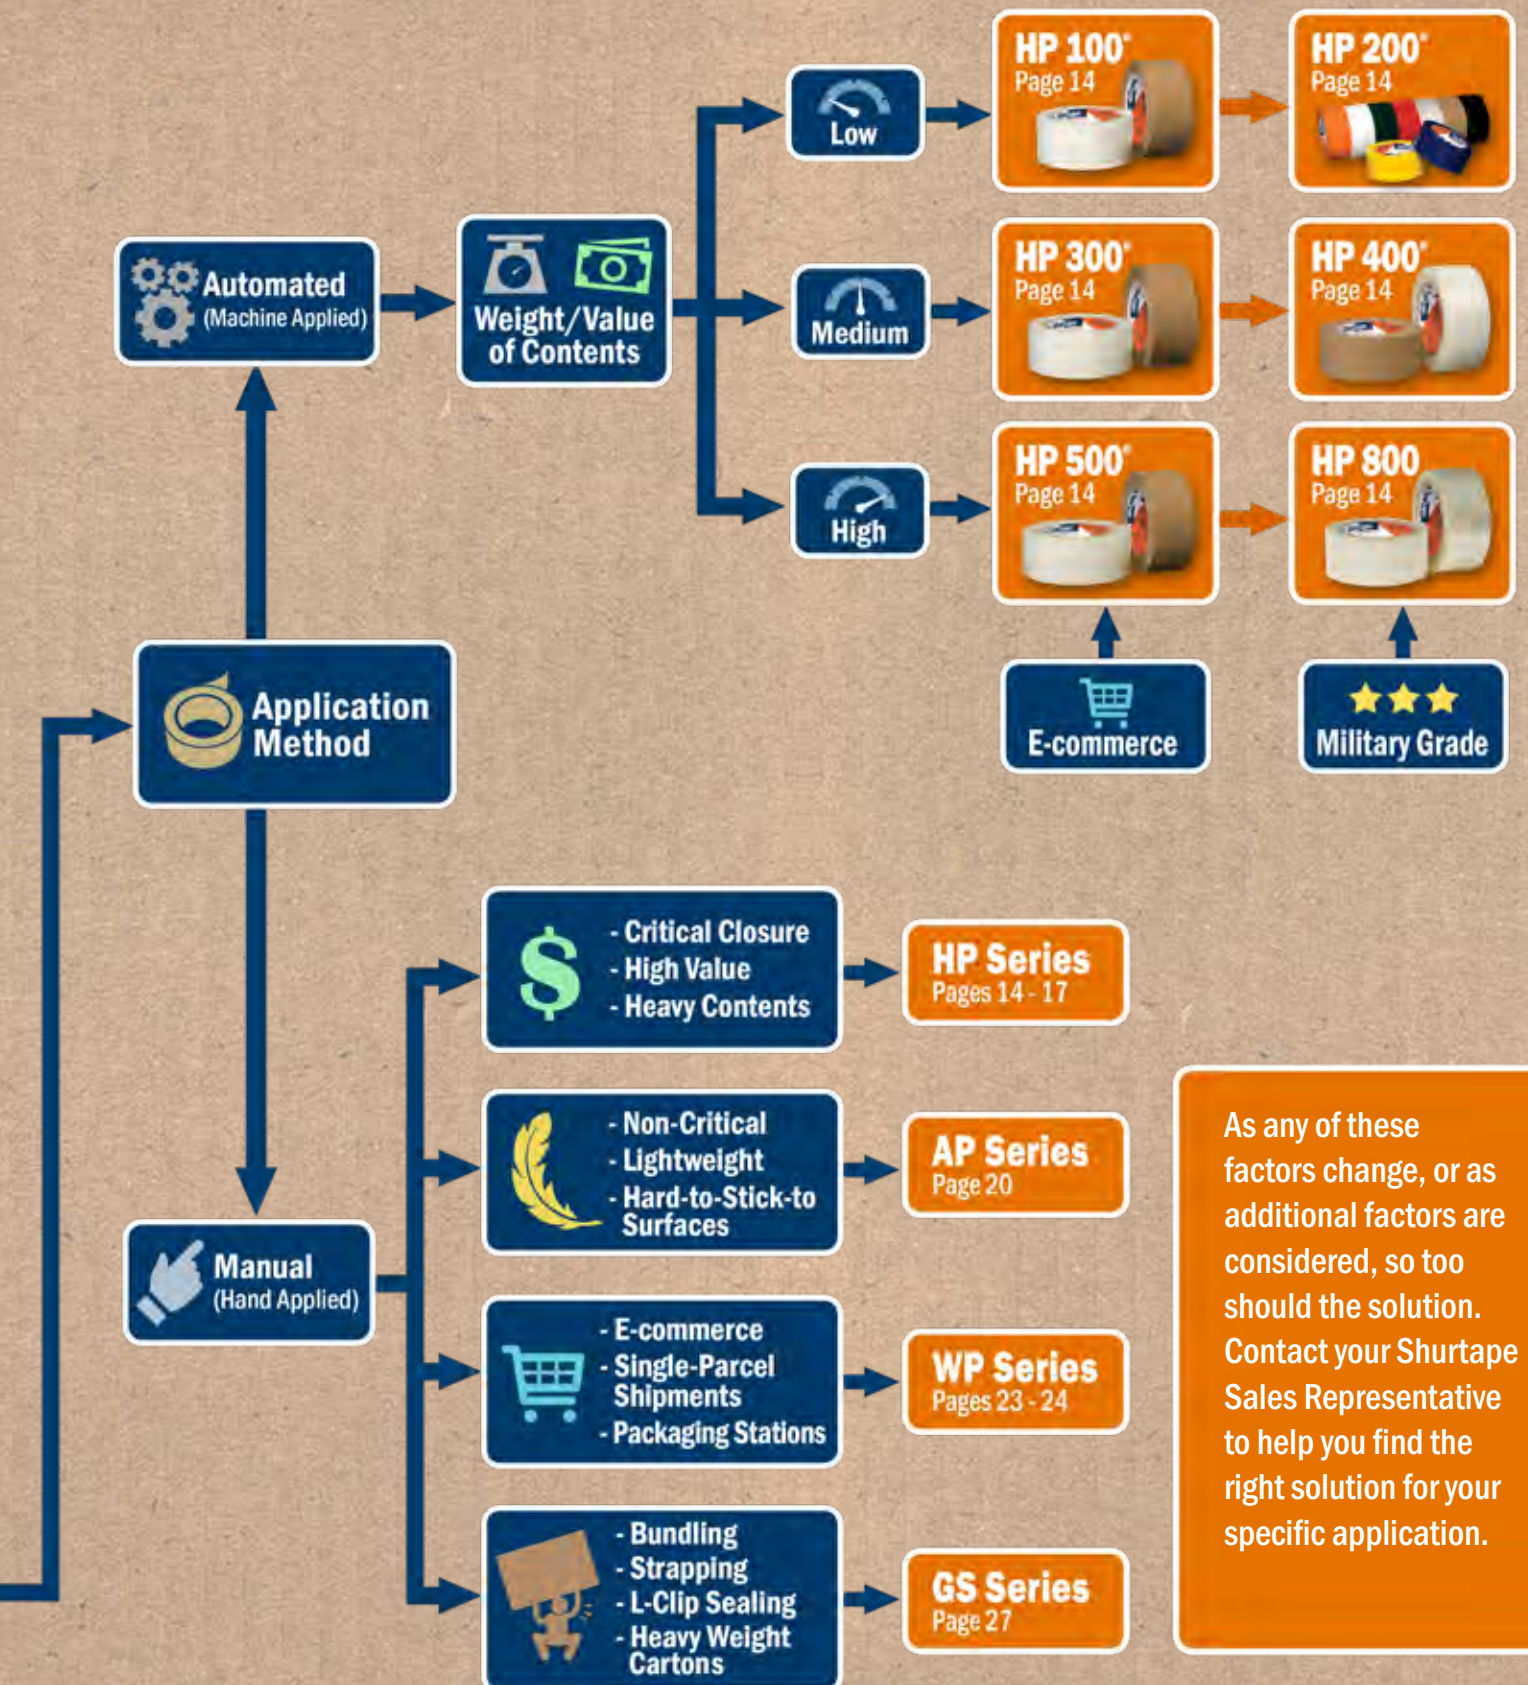 HP 100®
Page 14
HP 200®
Page 14
Low
Automated
(Machine Applied)
Weight/Value
of Contents
HP 300®
Page 14
HP 400®
Page 14
Medium
HP 500®
Page 14
HP 800
Page 14
High
E-commerce
Military Grade
Application
Method
- Critical Closure
- High Value
- Heavy Contents
HP Series
Pages 14 - 17
- Non-Critical
- Lightweight
- Hard-to-Stick-to
Surfaces
AP Series
Page 20
Manual
(Hand Applied)
- E-commerce
- Single-Parcel
Shipments
- Packaging Stations
WP Series
Pages 23 - 24
- Bundling
- Strapping
- L-Clip Sealing
- Heavy Weight
Cartons
GS Series
Page 27
As any of these
factors change, or as
additional factors are
considered, so too
should the solution.
Contact your Shurtape
Sales Representative
to help you find the
right solution for your
specific application.